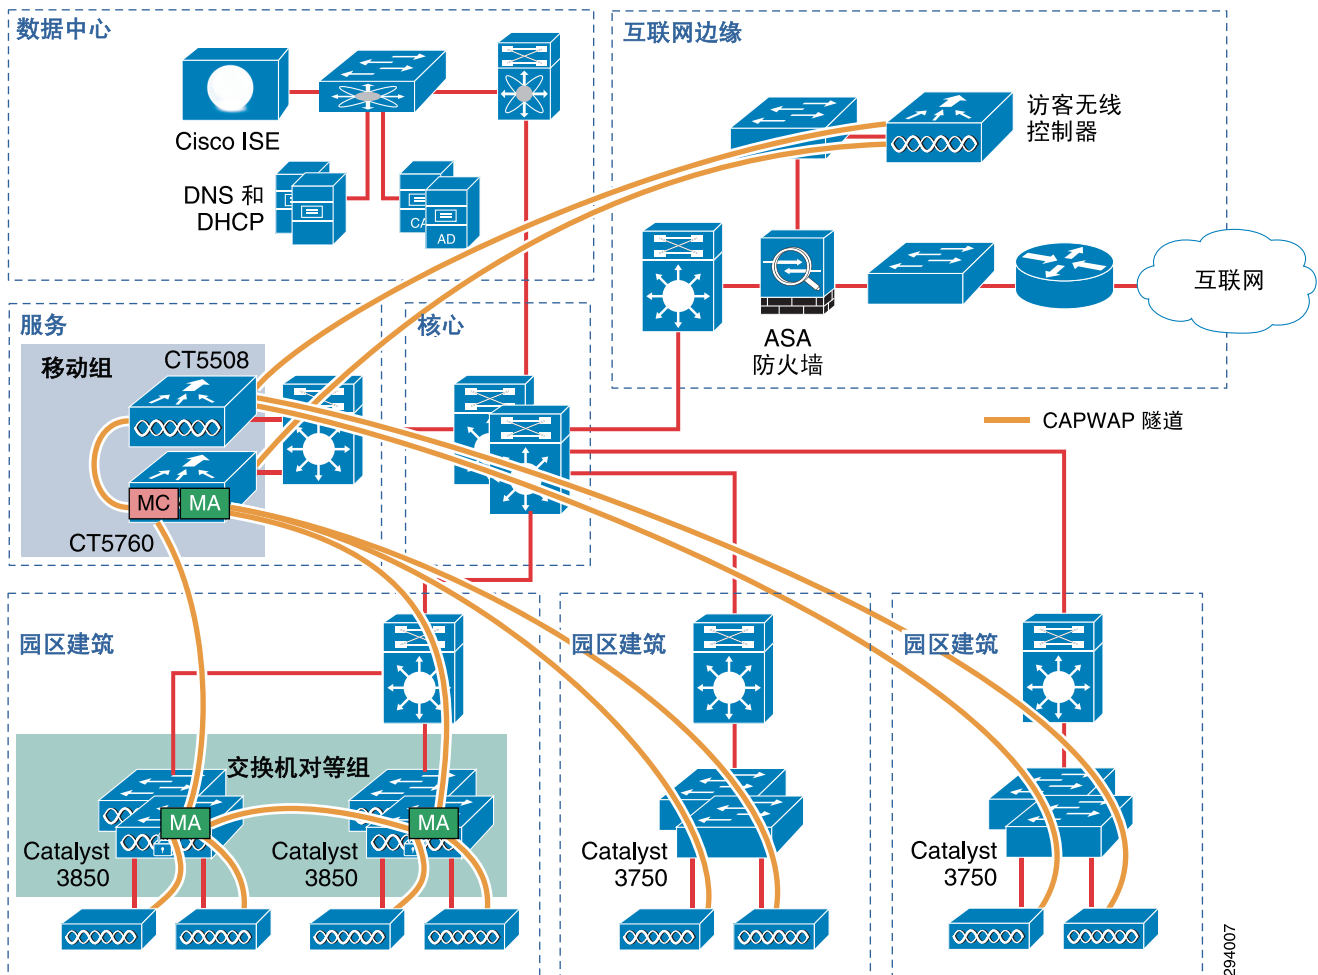 数据中心
Cisco ISE
DNS 和
DHCP
CA
AD
互联网边缘
访客无线
控制器
ASA
防火墙
互联网
服务
移动组
CT5508
MC
MA
CT5760
核心
CAPWAP 隧道
园区建筑
交换机对等组
MA
MA
Catalyst
3850
Catalyst
3850
园区建筑
Catalyst
3750
园区建筑
Catalyst
3750
294007